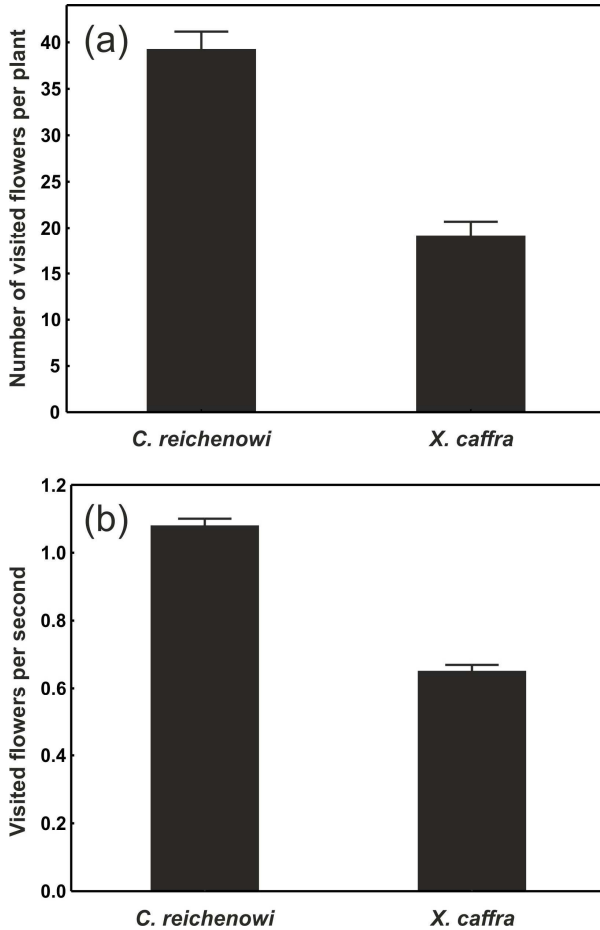 (a)
Number of visited flowers per plant
40
35
30
25
20
15
10
5
0
C. reichenowi
X. caffra
(b)
Visited flowers per second
1.2
1.0
0.8
0.6
0.4
0.2
0.0
C. reichenowi
X. caffra